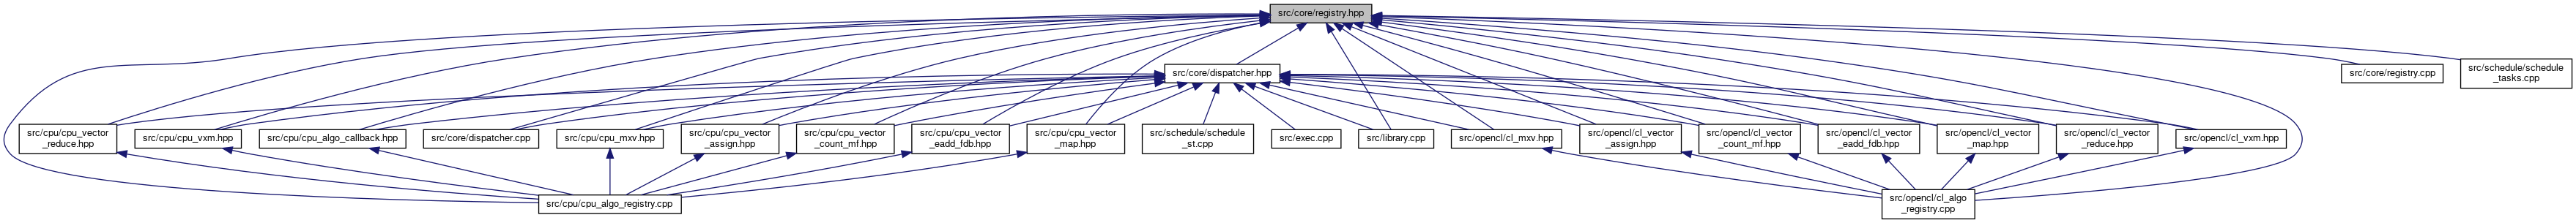 src/core/registry.hpp
src/core/dispatcher.hpp
src/core/registry.cpp
src/schedule/schedule
_tasks.cpp
src/cpu/cpu_vector
_reduce.hpp
src/cpu/cpu_vxm.hpp
src/cpu/cpu_algo_callback.hpp
src/core/dispatcher.cpp
src/cpu/cpu_mxv.hpp
src/cpu/cpu_vector
_assign.hpp
src/cpu/cpu_vector
_count_mf.hpp
src/cpu/cpu_vector
_eadd_fdb.hpp
src/cpu/cpu_vector
_map.hpp
src/schedule/schedule
_st.cpp
src/exec.cpp
src/library.cpp
src/opencl/cl_mxv.hpp
src/opencl/cl_vector
_assign.hpp
src/opencl/cl_vector
_count_mf.hpp
src/opencl/cl_vector
_eadd_fdb.hpp
src/opencl/cl_vector
_map.hpp
src/opencl/cl_vector
_reduce.hpp
src/opencl/cl_vxm.hpp
src/cpu/cpu_algo_registry.cpp
src/opencl/cl_algo
_registry.cpp